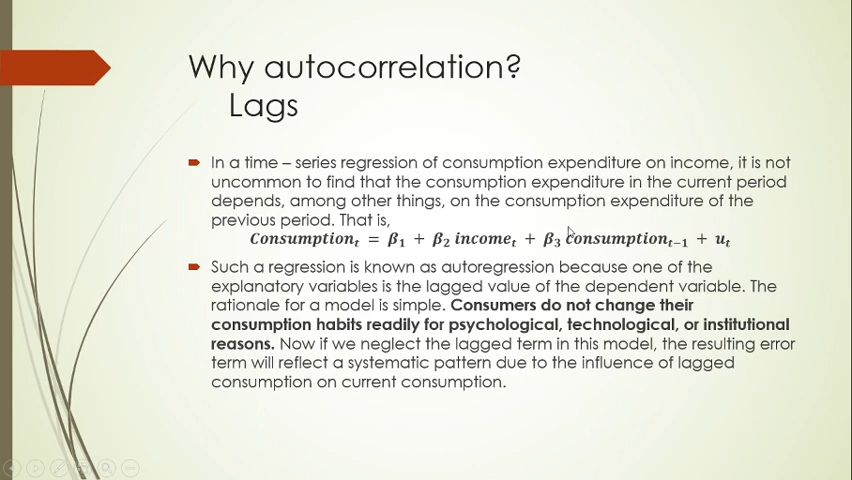 Why autocorrelation?
Lags
In a time – series regression of consumption expenditure on income, it is not
uncommon to find that the consumption expenditure in the current period
depends, among other things, on the consumption expenditure of the
previous period. That is,
Consumptionₜ = β₁ + β₂ incomeₜ + β₃ consumptionₜ₋₁ + uₜ
Such a regression is known as autoregression because one of the
explanatory variables is the lagged value of the dependent variable. The
rationale for a model is simple. Consumers do not change their
consumption habits readily for psychological, technological, or institutional
reasons. Now if we neglect the lagged term in this model, the resulting error
term will reflect a systematic pattern due to the influence of lagged
consumption on current consumption.